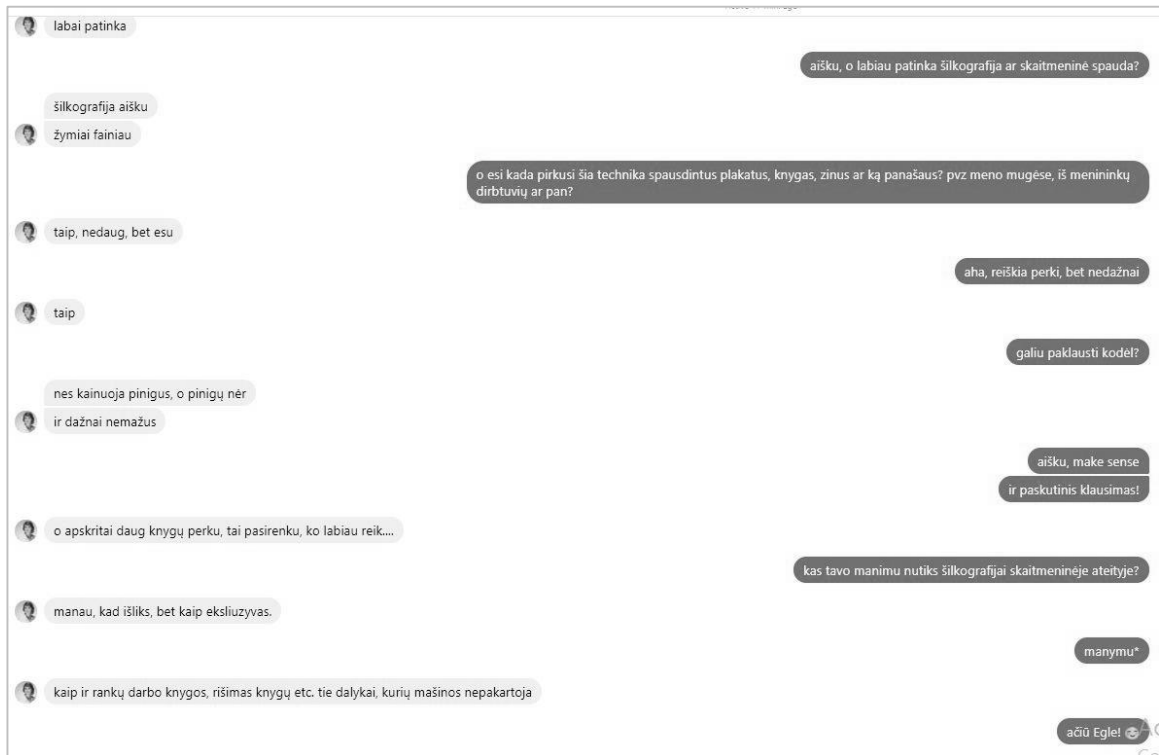 labai patinka
aišku, o labiau patinka šilkografija ar skaitmeninė spauda?
šilkografija aišku
žymiai fainiau
o esi kada pirkusi šia technika spausdintus plakatus, knygas, zinus ar ką panašaus? pvz meno mugėse, iš menininkų
dirbtuvių ar pan?
taip, nedaug, bet esu
aha, reiškia perki, bet nedažnai
taip
galiu paklausti kodėl?
nes kainuoja pinigus, o pinigų nėr
ir dažnai nemažus
aišku, make sense
ir paskutinis klausimas!
o apskritai daug knygų perku, tai pasirenku, ko labiau reik....
kas tavo manimu nutiks šilkografijai skaitmeninėje ateityje?
manau, kad išliks, bet kaip eksliuzyvas.
manymu*
kaip ir rankų darbo knygos, rišimas knygų etc. tie dalykai, kurių mašinos nepakartoja
ačiū Egle!